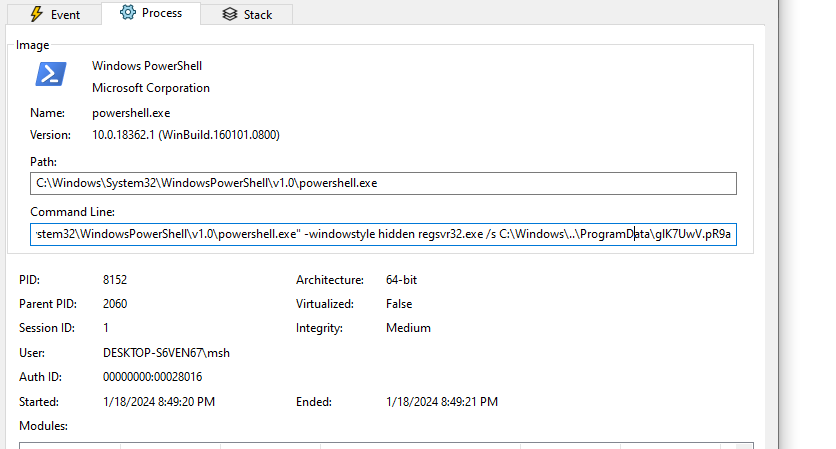 Event Process Stack
Image
Windows PowerShell
Microsoft Corporation
Name: powershell.exe
Version: 10.0.18362.1 (WinBuild.160101.0800)
Path:
C:\Windows\System32\WindowsPowerShell\v1.0\powershell.exe
Command Line:
stem32\WindowsPowerShell\v1.0\powershell.exe" -windowstyle hidden regsvr32.exe /s C:\Windows\..\ProgramData\glK7UwV.pR9a
PID: 8152 Architecture: 64-bit
Parent PID: 2060 Virtualized: False
Session ID: 1 Integrity: Medium
User: DESKTOP-S6VEN67\msh
Auth ID: 00000000:00028016
Started: 1/18/2024 8:49:20 PM Ended: 1/18/2024 8:49:21 PM
Modules: